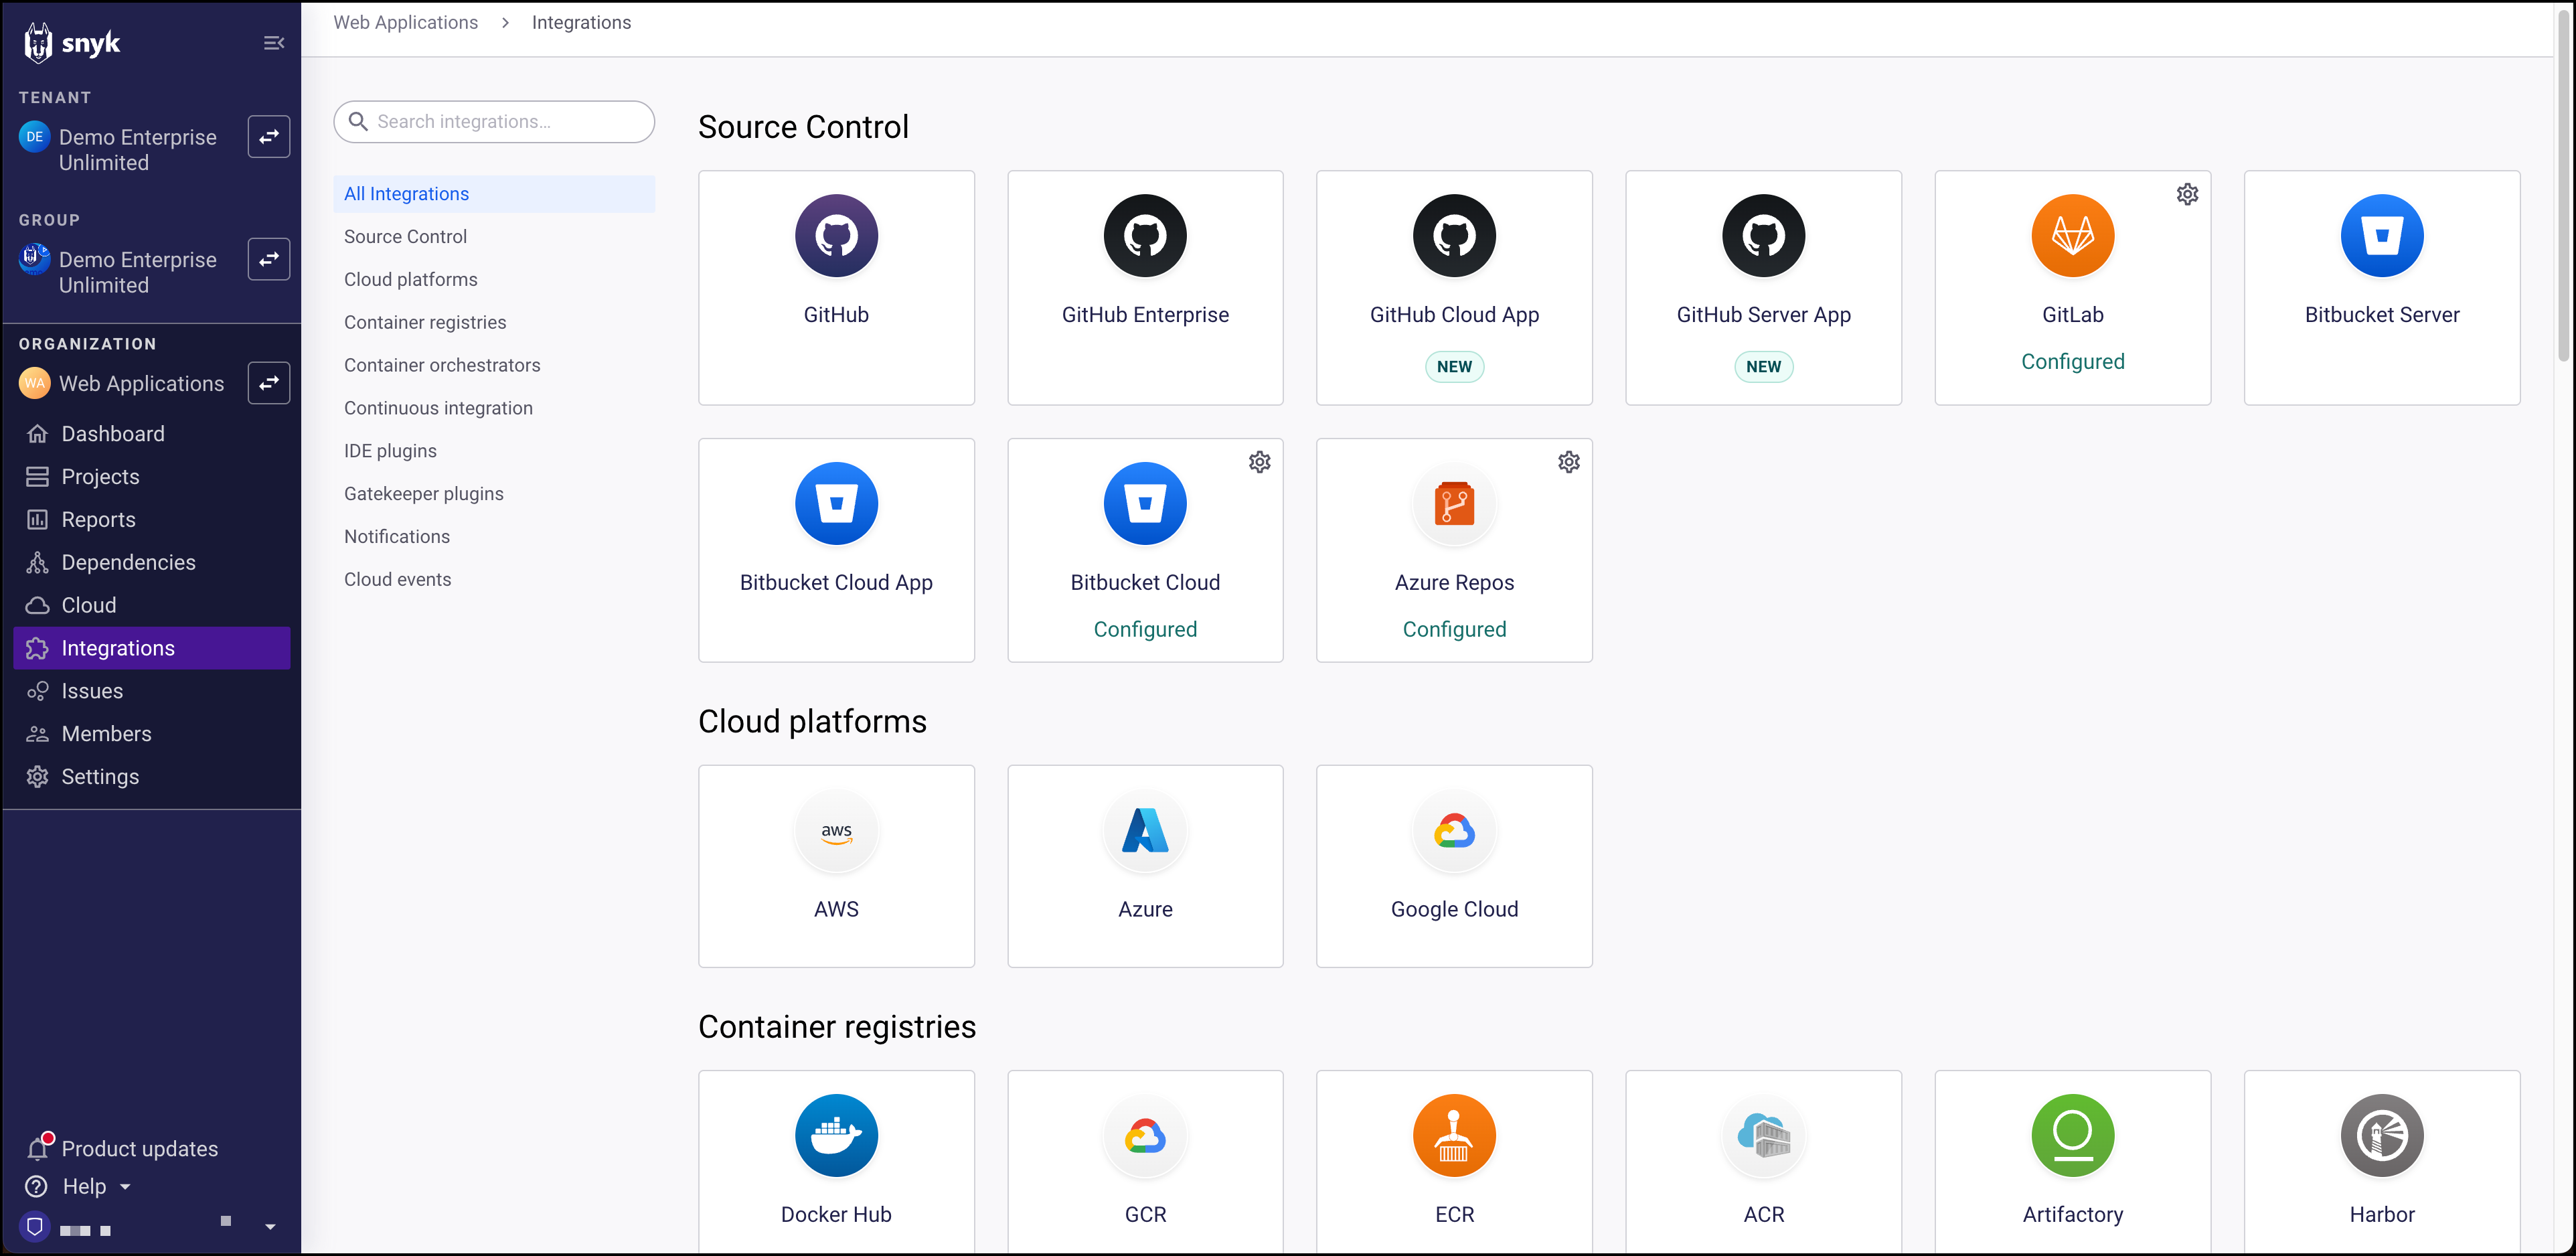 snyk
TENANT
DE
Demo Enterprise
Unlimited
GROUP
Demo Enterprise
Unlimited
ORGANIZATION
WA
Web Applications
Dashboard
Projects
Reports
Dependencies
Cloud
Integrations
Issues
Members
Settings
Product updates
Help
Web Applications > Integrations
Search integrations...
All Integrations
Source Control
Cloud platforms
Container registries
Container orchestrators
Continuous integration
IDE plugins
Gatekeeper plugins
Notifications
Cloud events
Source Control
GitHub
GitHub Enterprise
GitHub Cloud App
NEW
GitHub Server App
NEW
GitLab
Configured
Bitbucket Server
Bitbucket Cloud App
Bitbucket Cloud
Configured
Azure Repos
Configured
Cloud platforms
aws
AWS
Azure
Google Cloud
Container registries
Docker Hub
GCR
ECR
ACR
Artifactory
Harbor